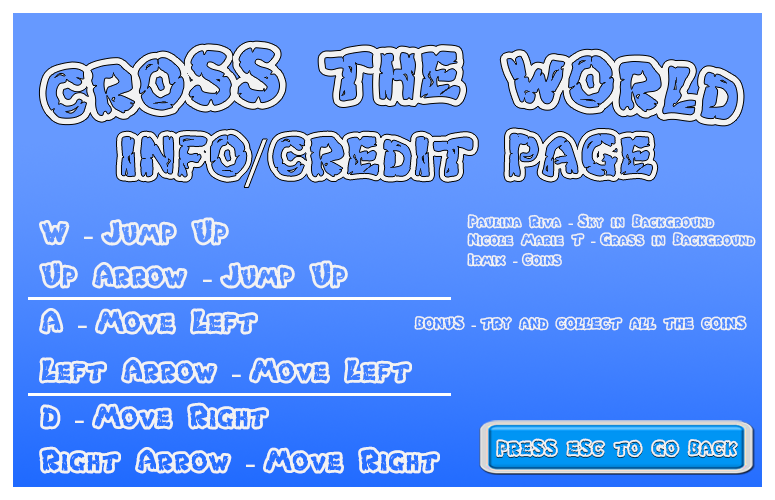 CROSS THE WORLD
INFO/CREDIT PAGE
W - Jump Up
Up Arrow - Jump Up
A - Move Left
Left Arrow - Move Left
D - Move Right
Right Arrow - Move Right
Paulina Riva - Sky in Background
Nicole Marie T - Grass in Background
Irmix - Coins
BONUS - TRY AND COLLECT ALL THE COINS
PRESS ESC TO GO BACK